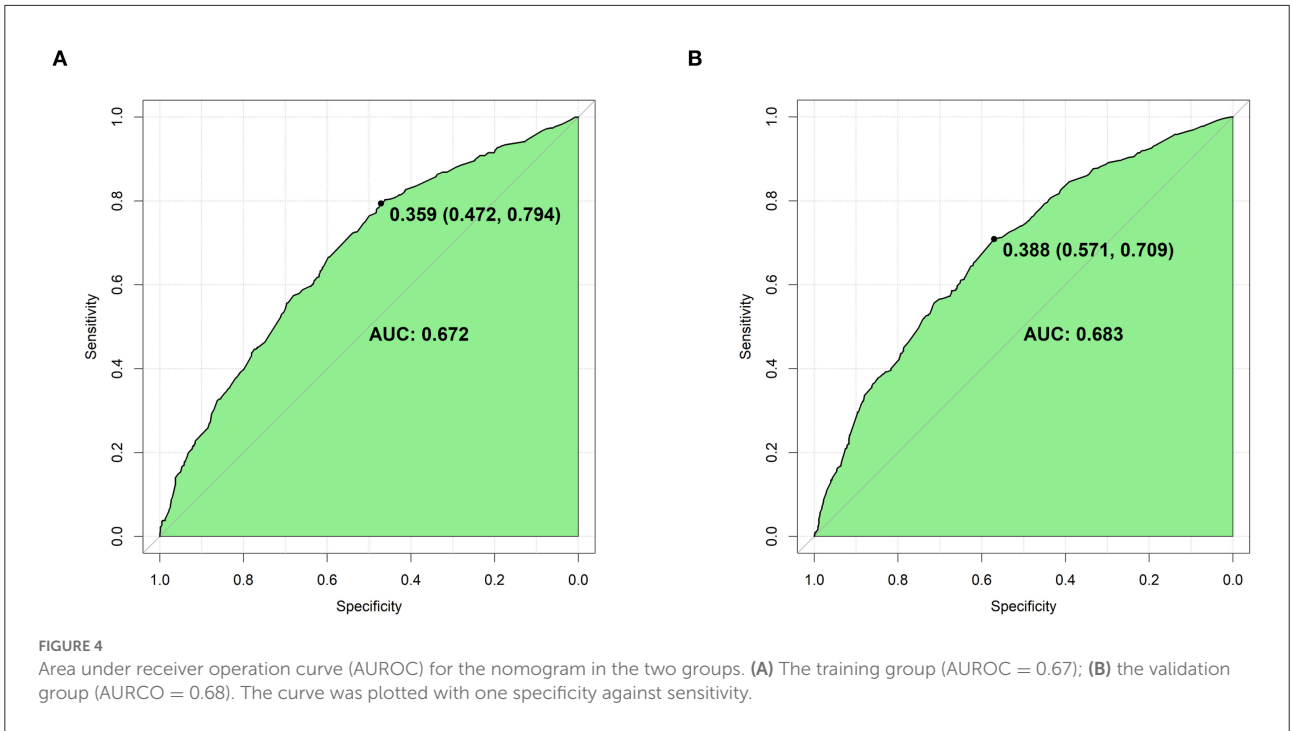 A
B
1.0
0.8
0.6
0.4
0.2
0.0
Sensitivity
0.359 (0.472, 0.794)
AUC: 0.672
1.0 0.8 0.6 0.4 0.2 0.0
Specificity
1.0
0.8
0.6
0.4
0.2
0.0
Sensitivity
0.388 (0.571, 0.709)
AUC: 0.683
1.0 0.8 0.6 0.4 0.2 0.0
Specificity
FIGURE 4
Area under receiver operation curve (AUROC) for the nomogram in the two groups. (A) The training group (AUROC = 0.67); (B) the validation
group (AURCO = 0.68). The curve was plotted with one specificity against sensitivity.